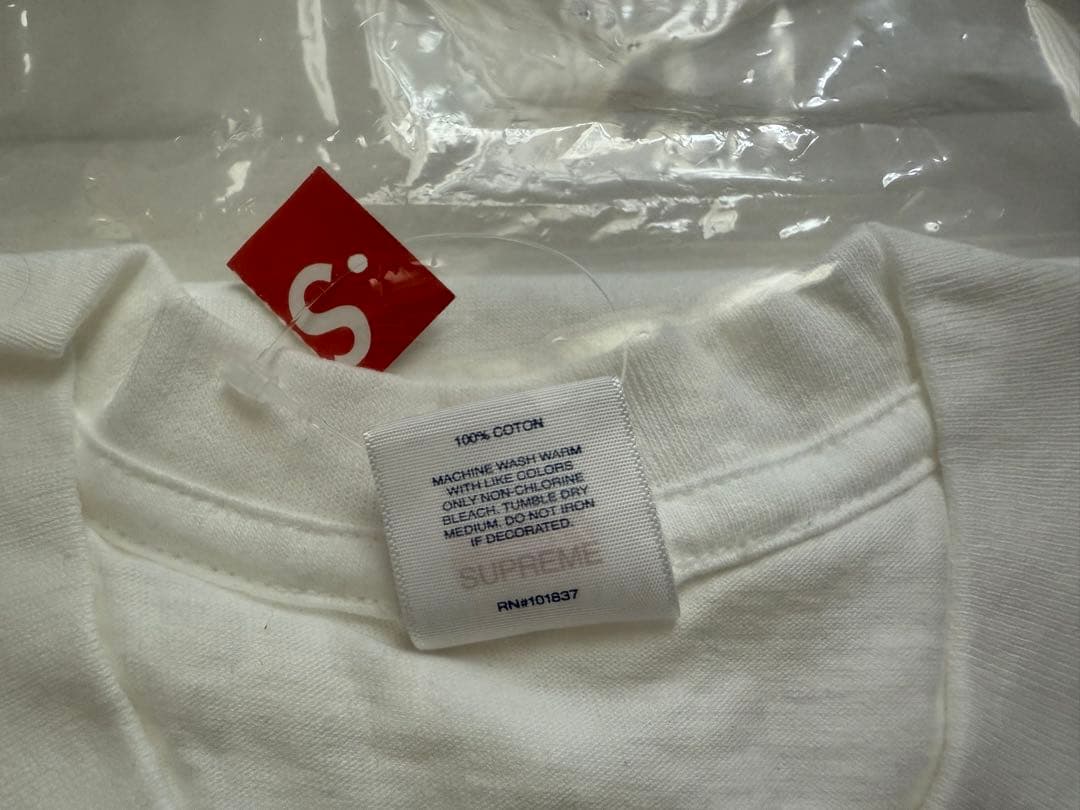 S
100% COTON
MACHINE WASH WARM
WITH LIKE COLORS
ONLY NON-CHLORINE
BLEACH. TUMBLE DRY
MEDIUM. DO NOT IRON
IF DECORATED.
SUPREME
RN#101837